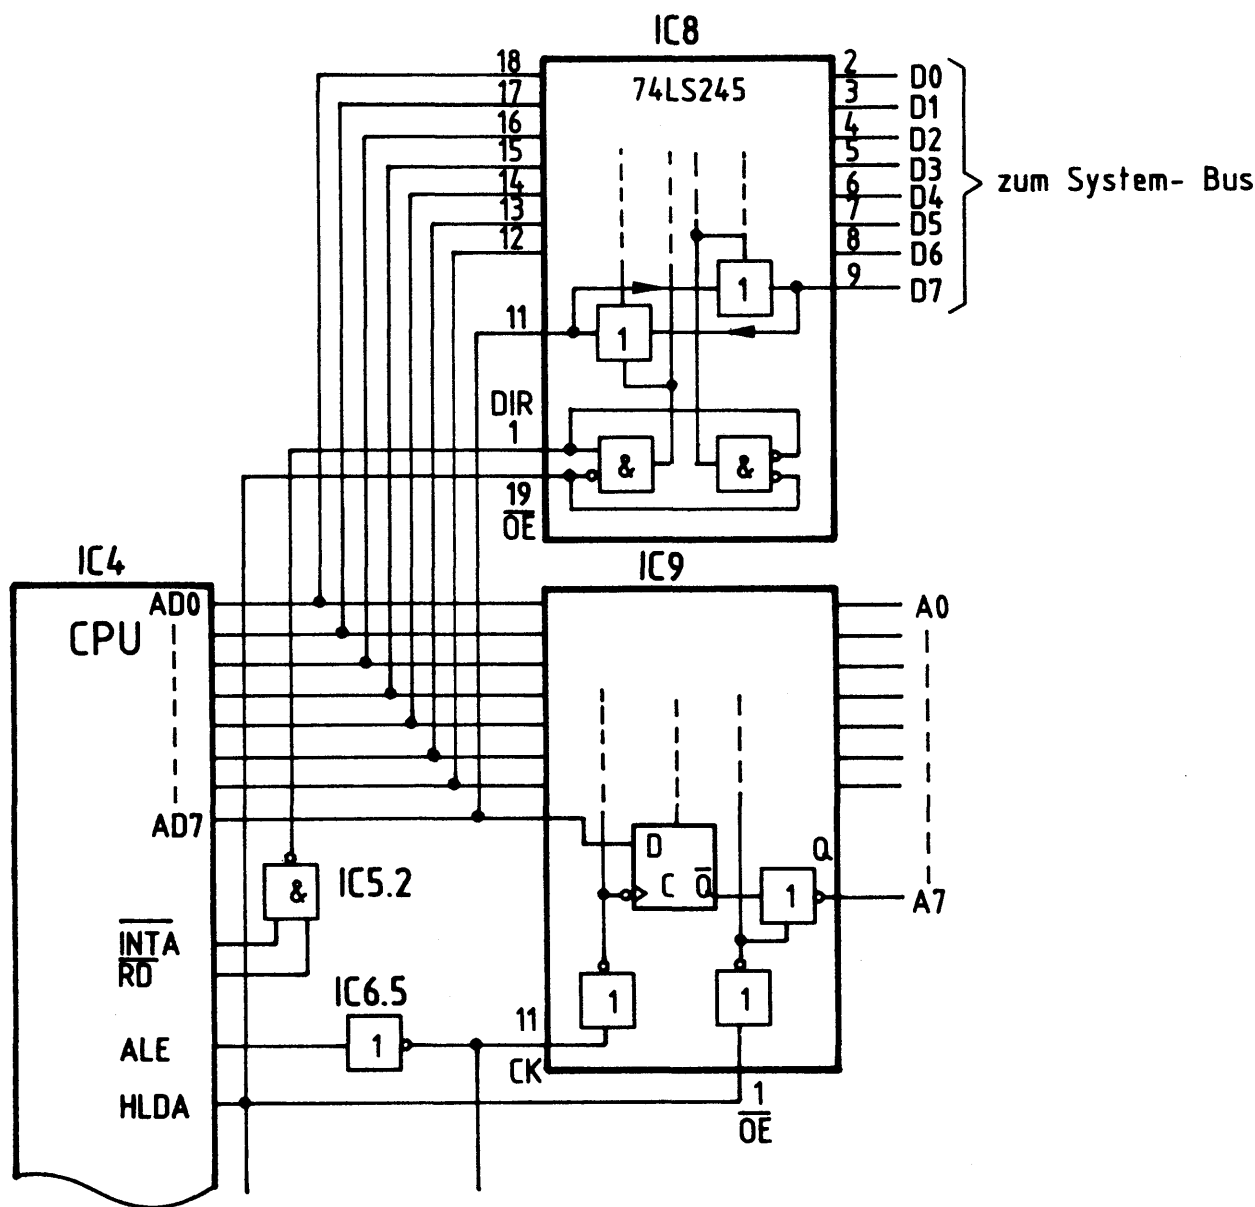 IC8
74LS245
18
17
16
15
14
13
12
11
DIR
1
19
OE
2
3
4
5
6
7
8
9
D0
D1
D2
D3
D4
D5
D6
D7
zum System- Bus
1
1
&
&
IC4
CPU
AD0
AD7
INTA
RD
ALE
HLDA
&
IC5.2
IC6.5
1
IC9
11
CK
D
C
Q
1
Q
1
1
1
OE
A0
A7